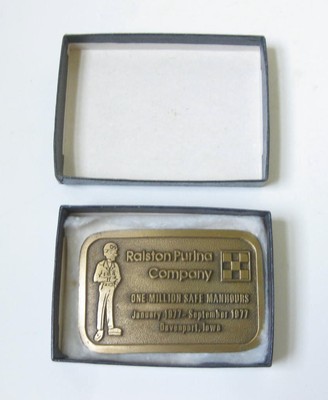 Ralston Purina
Company
ONE MILLION SAFE MANHOURS
January 1977 - September 1977
Davenport, Iowa